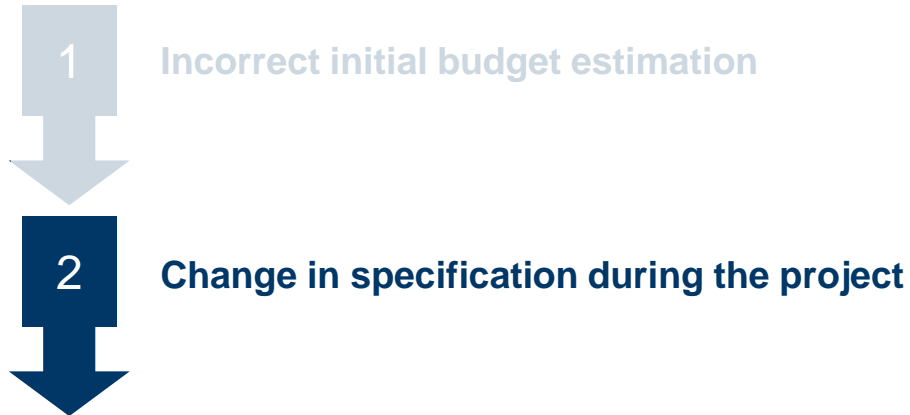 1
Incorrect initial budget estimation
2
Change in specification during the project